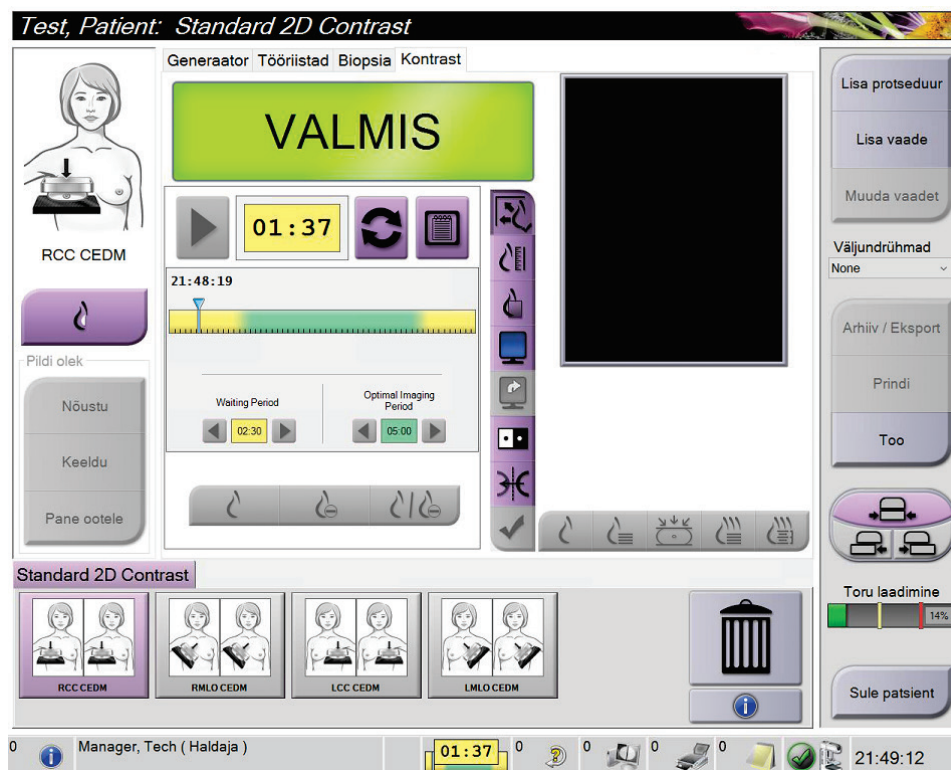 Test, Patient: Standard 2D Contrast
Generaator Tööriistad Biopsia Kontrast
VALMIS
RCC CEDM
01:37
21:48:19
Waiting Period
Optimal Imaging
Period
02:30
05:00
Pildi olek
Nõustu
Keeldu
Pane ootele
Lisa protseduur
Lisa vaade
Muuda vaadet
Väljundrühmad
None
Arhiiv / Eksport
Prindi
Too
Toru laadimine
14%
Sule patsient
Standard 2D Contrast
RCC CEDM
RMLO CEDM
LCC CEDM
LMLO CEDM
0 Manager, Tech ( Haldaja ) 01:37 0 0 0 0 21:49:12